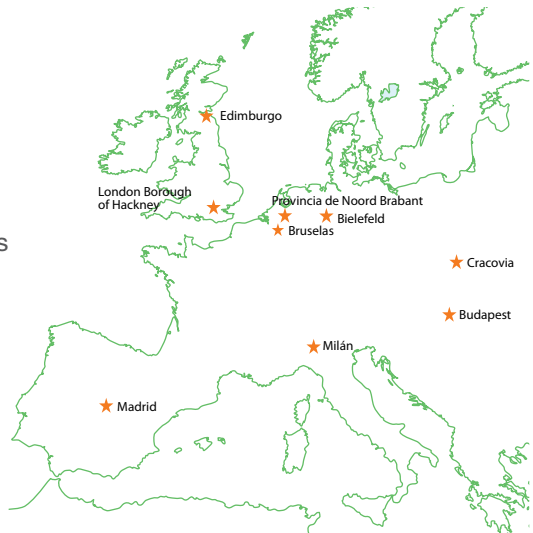 Edimburgo
London Borough
of Hackney
Provincia de Noord Brabant
Bielefeld
Bruselas
s
Cracovia
Budapest
Milán
Madrid